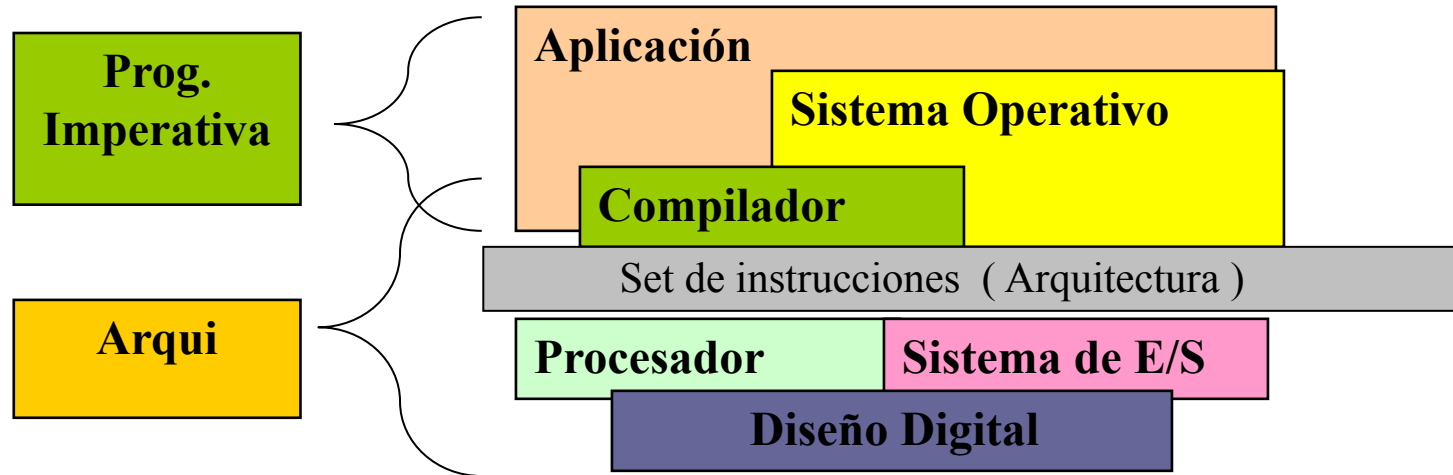 Prog.
Imperativa
Arqui
Aplicación
Sistema Operativo
Compilador
Set de instrucciones ( Arquitectura )
Procesador
Sistema de E/S
Diseño Digital